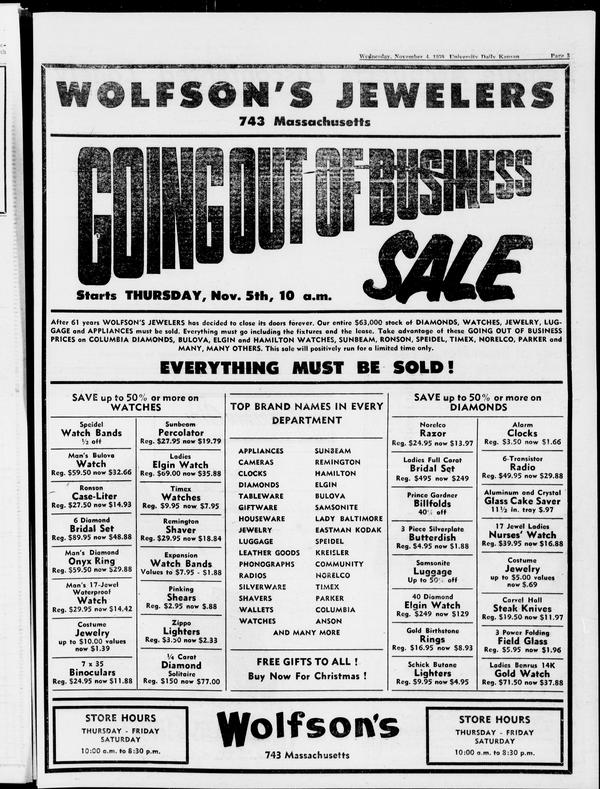 Wednesday, November 4, 1970 University Daily Kansan Page 5
WOLFSON'S JEWELERS
743 Massachusetts
GOING OUT OF BUSINESS
SALE
Starts THURSDAY, Nov. 5th, 10 a.m.
After 61 years WOLFSON'S JEWELERS has decided to close its doors forever. Our entire $63,000 stock of DIAMONDS, WATCHES, JEWELRY, LUG-
GAGE and APPLIANCES must be sold. Everything must go including the fixtures and the lease. Take advantage of these GOING OUT OF BUSINESS
PRICES on COLUMBIA DIAMONDS, BULOVA, ELGIN and HAMILTON WATCHES, SUNBEAM, RONSON, SPEIDEL, TIMEX, NORELCO, PARKER and
MANY, MANY OTHERS. This sale will positively run for a limited time only.
EVERYTHING MUST BE SOLD!
SAVE up to 50% or more on
WATCHES
Speidel
Watch Bands
½ off
Man's Bulova
Watch
Reg. $59.50 now $32.66
Ronson
Case-Liter
Reg. $27.50 now $14.93
6 Diamond
Bridal Set
Reg. $89.95 now $48.88
Man's Diamond
Onyx Ring
Reg. $59.50 now $29.88
Man's 17-Jewel
Waterproof
Watch
Reg. $29.95 now $14.42
Costume
Jewelry
up to $10.00 values
now $1.39
7 x 35
Binoculars
Reg. $24.95 now $11.88
Sunbeam
Percolator
Reg. $27.95 now $19.79
Ladies
Elgin Watch
Reg. $69.00 now $35.88
Timex
Watches
Reg. $9.95 now $7.95
Remington
Shaver
Reg. $29.95 now $18.84
Expansion
Watch Bands
Values to $7.95 - $1.88
Pinking
Shears
Reg. $2.95 now $.88
Zippo
Lighters
Reg. $3.50 now $2.33
¼ Carat
Diamond
Solitaire
Reg. $150 now $77.00
TOP BRAND NAMES IN EVERY
DEPARTMENT
APPLIANCES SUNBEAM
CAMERAS REMINGTON
CLOCKS HAMILTON
DIAMONDS ELGIN
TABLEWARE BULOVA
GIFTWARE SAMSONITE
HOUSEWARE LADY BALTIMORE
JEWELRY EASTMAN KODAK
LUGGAGE SPEIDEL
LEATHER GOODS KREISLER
PHONOGRAPHS COMMUNITY
RADIOS NORELCO
SILVERWARE TIMEX
SHAVERS PARKER
WALLETS COLUMBIA
WATCHES ANSON
AND MANY MORE
FREE GIFTS TO ALL!
Buy Now For Christmas!
SAVE up to 50% or more on
DIAMONDS
Norelco
Razor
Reg. $24.95 now $13.97
Ladies Full Carat
Bridal Set
Reg. $495 now $249
Prince Gardner
Billfolds
40% off
3 Piece Silverplate
Butterdish
Reg. $4.95 now $1.88
Samsonite
Luggage
Up to 50% off
40 Diamond
Elgin Watch
Reg. $249 now $129
Gold Birthstone
Rings
Reg. $16.95 now $8.93
Schick Butane
Lighters
Reg. $9.95 now $4.95
Alarm
Clocks
Reg. $3.50 now $1.66
6-Transistor
Radio
Reg. $49.95 now $29.88
Aluminum and Crystal
Glass Cake Saver
11½ in. tray $.97
17 Jewel Ladies
Nurses' Watch
Reg. $39.95 now $16.88
Costume
Jewelry
up to $5.00 values
now $.69
Carvel Hall
Steak Knives
Reg. $19.50 now $11.97
3 Power Folding
Field Glass
Reg. $5.95 now $1.96
Ladies Benrus 14K
Gold Watch
Reg. $71.50 now $37.88
STORE HOURS
THURSDAY - FRIDAY
SATURDAY
10:00 a.m. to 8:30 p.m.
Wolfson's
743 Massachusetts
STORE HOURS
THURSDAY - FRIDAY
SATURDAY
10:00 a.m. to 8:30 p.m.